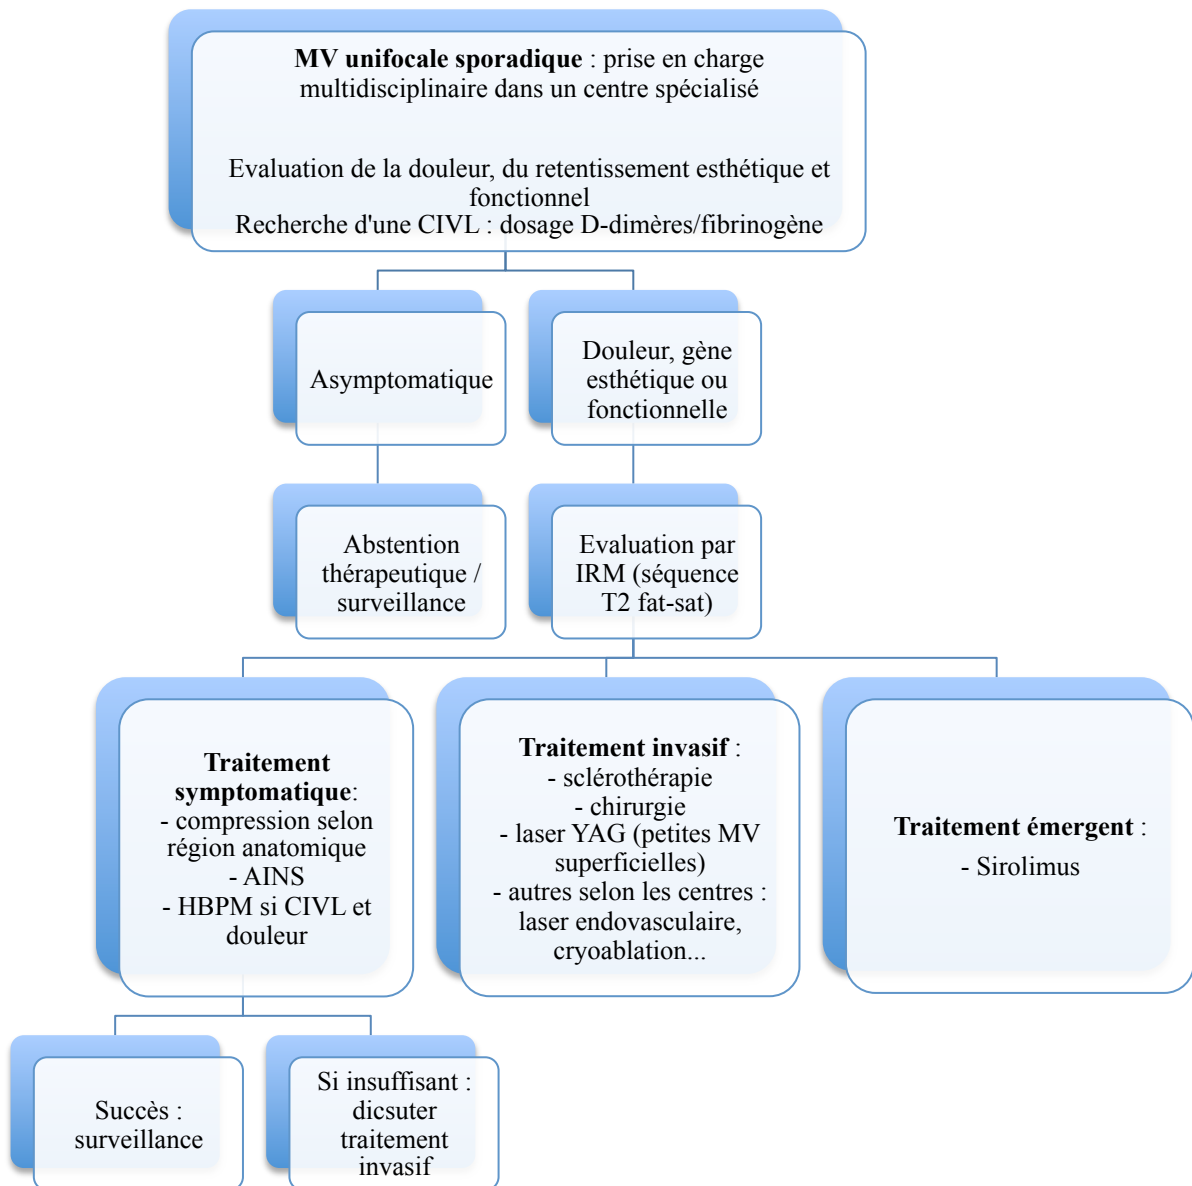 MV unifocale sporadique : prise en charge
multidisciplinaire dans un centre spécialisé
Evaluation de la douleur, du retentissement esthétique et
fonctionnel
Recherche d'une CIVL : dosage D-dimères/fibrinogène
Asymptomatique
Douleur, gène
esthétique ou
fonctionnelle
Abstention
thérapeutique /
surveillance
Evaluation par
IRM (séquence
T2 fat-sat)
Traitement
symptomatique:
- compression selon
région anatomique
- AINS
- HBPM si CIVL et
douleur
Traitement invasif :
- sclérothérapie
- chirurgie
- laser YAG (petites MV
superficielles)
- autres selon les centres :
laser endovasculaire,
cryoablation...
Traitement émergent :
- Sirolimus
Succès :
surveillance
Si insuffisant :
dicsuter
traitement
invasif